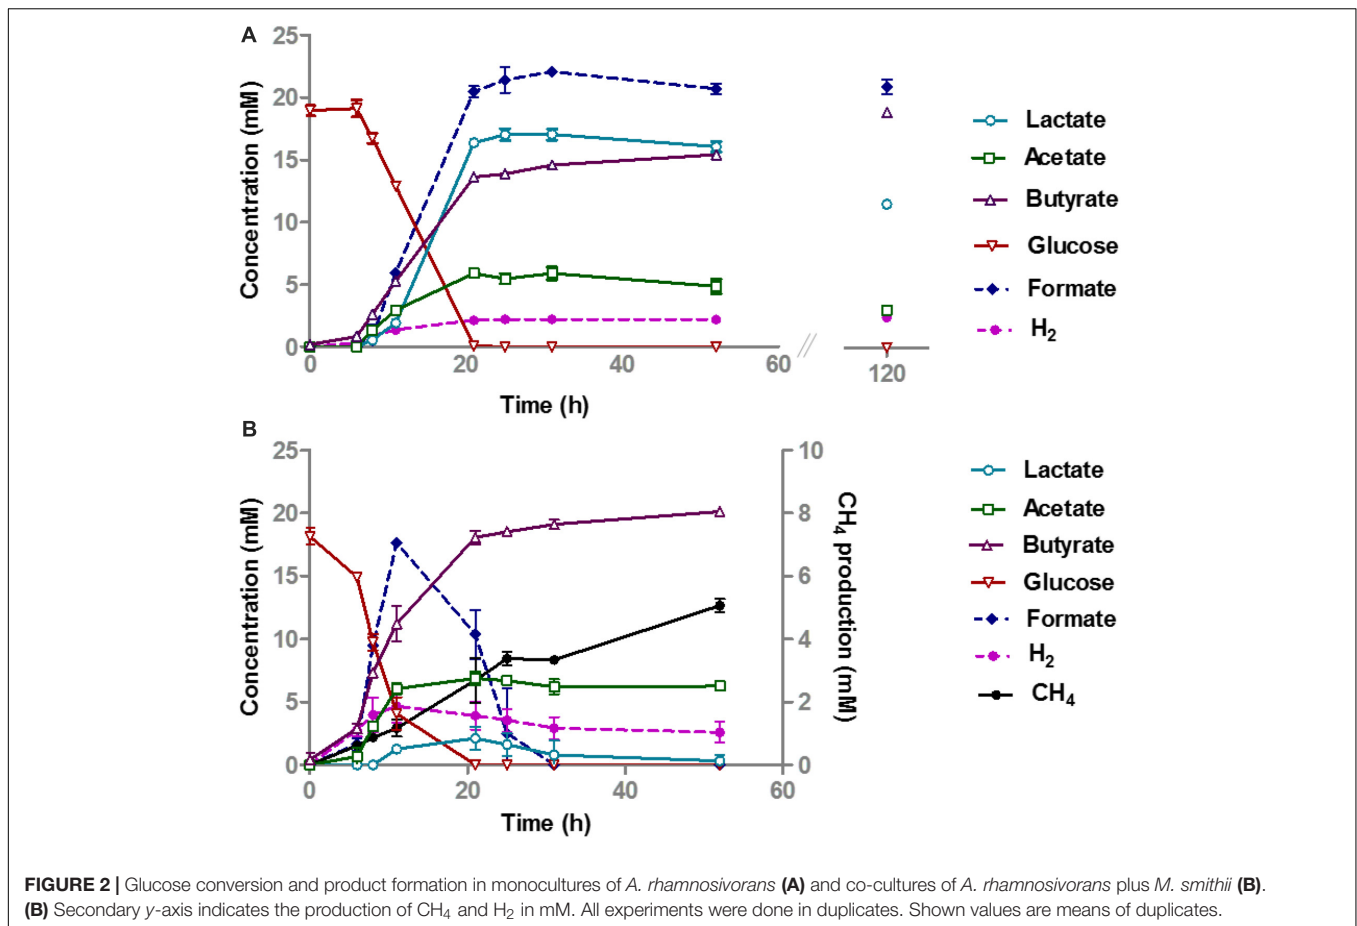 A
25
20
15
10
5
0
Concentration (mM)
0 20 40 60 120
Time (h)
Lactate
Acetate
Butyrate
Glucose
Formate
H2
B
25
20
15
10
5
0
Concentration (mM)
10
8
6
4
2
0
CH4 production (mM)
0 20 40 60
Time (h)
Lactate
Acetate
Butyrate
Glucose
Formate
H2
CH4
FIGURE 2 | Glucose conversion and product formation in monocultures of A. rhamnosivorans (A) and co-cultures of A. rhamnosivorans plus M. smithii (B).
(B) Secondary y-axis indicates the production of CH4 and H2 in mM. All experiments were done in duplicates. Shown values are means of duplicates.